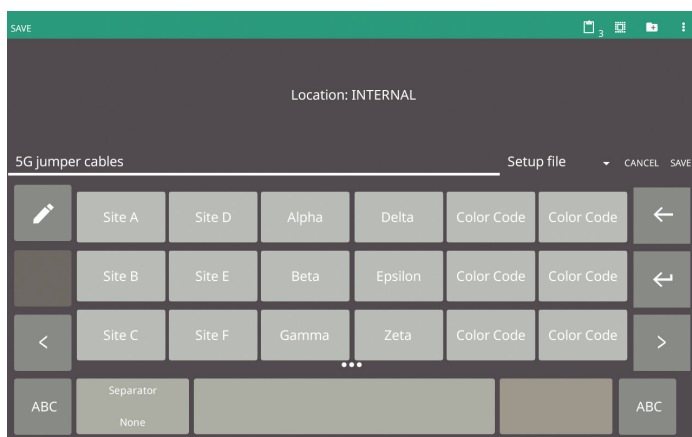 SAVE
3
Location: INTERNAL
5G jumper cables
Setup file
CANCEL SAVE
Site A Site D Alpha Delta Color Code Color Code
Site B Site E Beta Epsilon Color Code Color Code
Site C Site F Gamma Zeta Color Code Color Code
ABC
Separator
None
ABC